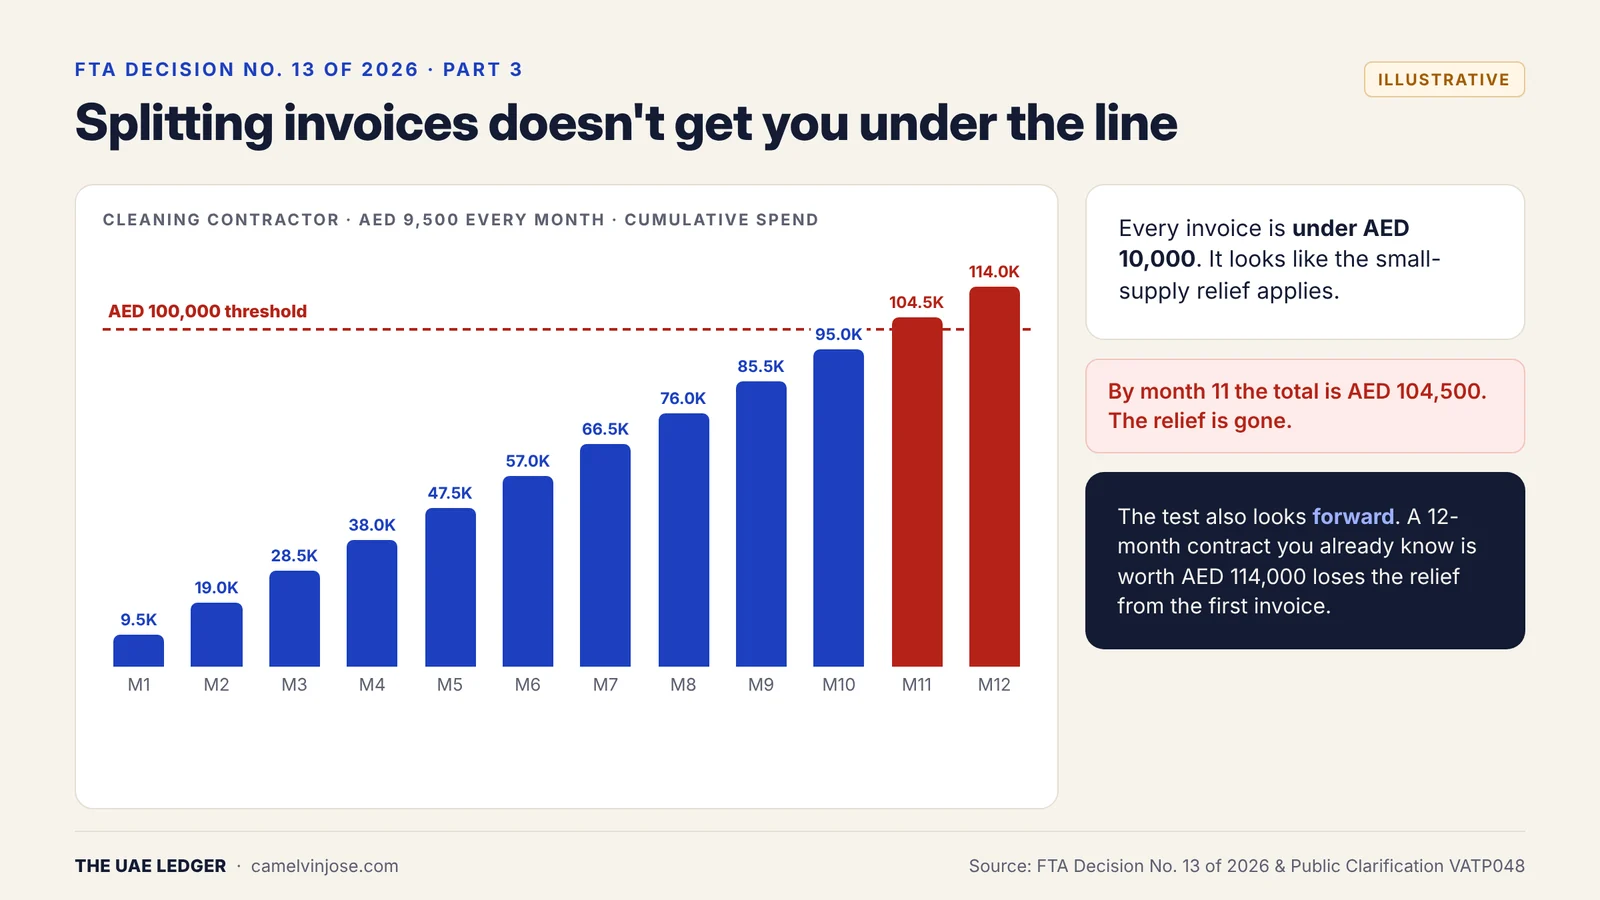 FTA DECISION NO. 13 OF 2026 · PART 3
ILLUSTRATIVE
Splitting invoices doesn't get you under the line
CLEANING CONTRACTOR · AED 9,500 EVERY MONTH · CUMULATIVE SPEND
AED 100,000 threshold
9.5K
19.0K
28.5K
38.0K
47.5K
57.0K
66.5K
76.0K
85.5K
95.0K
104.5K
114.0K
M1
M2
M3
M4
M5
M6
M7
M8
M9
M10
M11
M12
Every invoice is under AED
10,000. It looks like the small-
supply relief applies.
By month 11 the total is AED 104,500.
The relief is gone.
The test also looks forward. A 12-
month contract you already know is
worth AED 114,000 loses the relief
from the first invoice.
THE UAE LEDGER · camelvinjose.com
Source: FTA Decision No. 13 of 2026 & Public Clarification VATP048